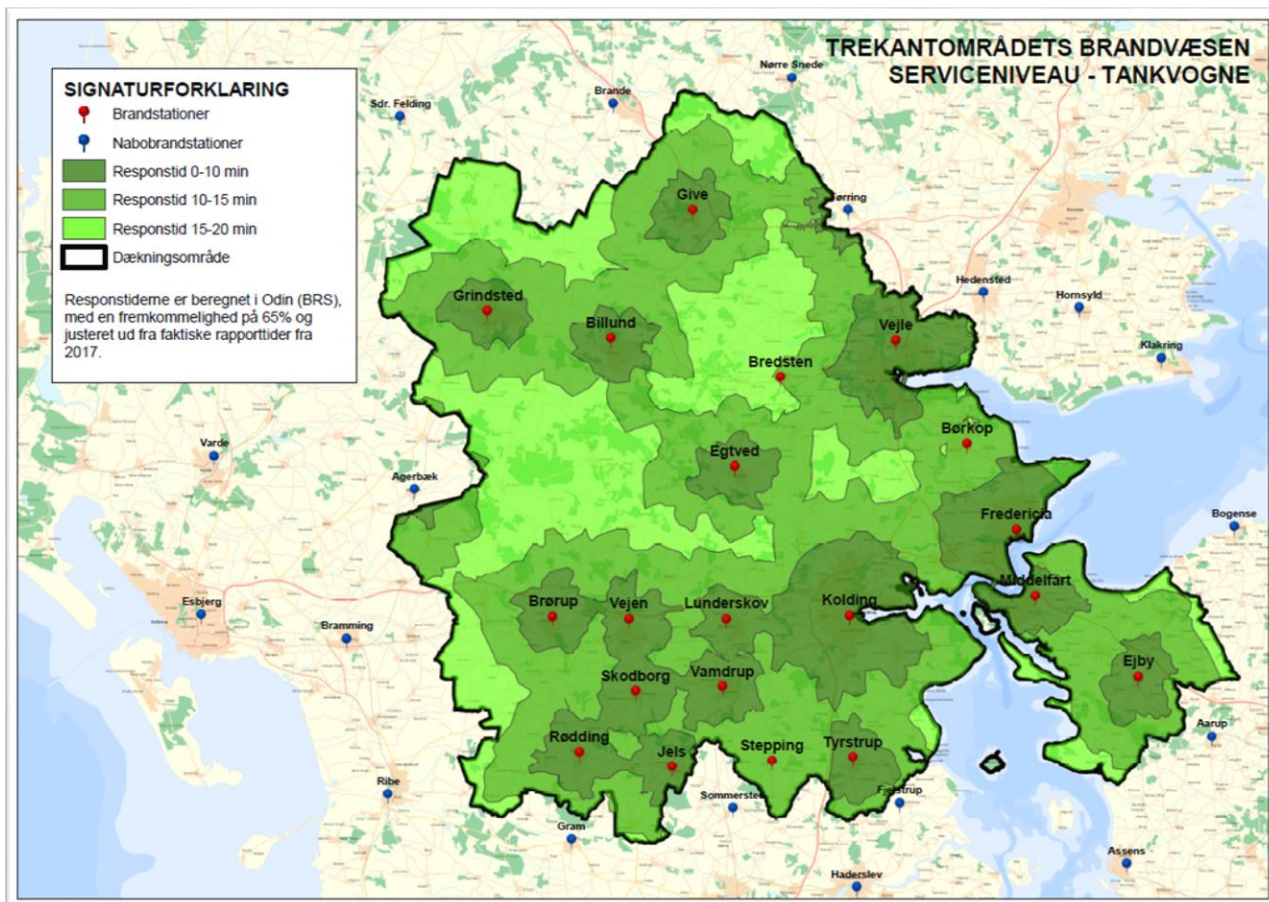 TREKANTOMRÅDETS BRANDVÆSEN
SERVICENIVEAU - TANKVOGNE
SIGNATURFORKLARING
Brandstationer
Nabobrandstationer
Responstid 0-10 min
Responstid 10-15 min
Responstid 15-20 min
Dækningsområde
Responstiderne er beregnet i Odin (BRS),
med en fremkommelighed på 65% og
justeret ud fra faktiske rapporttider fra
2017.
Nørre Snede
Brande
Sdr. Felding
Give
Tørring
Hedensted
Hornsyld
Grindsted
Billund
Vejle
Klakring
Bredsten
Varde
Børkop
Egtved
Agerbæk
Fredericia
Bogense
Middelfart
Esbjerg
Brørup
Vejen
Lunderskov
Kolding
Bramming
Ejby
Skodborg
Vamdrup
Aarup
Rødding
Jels
Stepping
Tyrstrup
Ribe
Sommersted
Fjelstrup
Gram
Assens
Haderslev